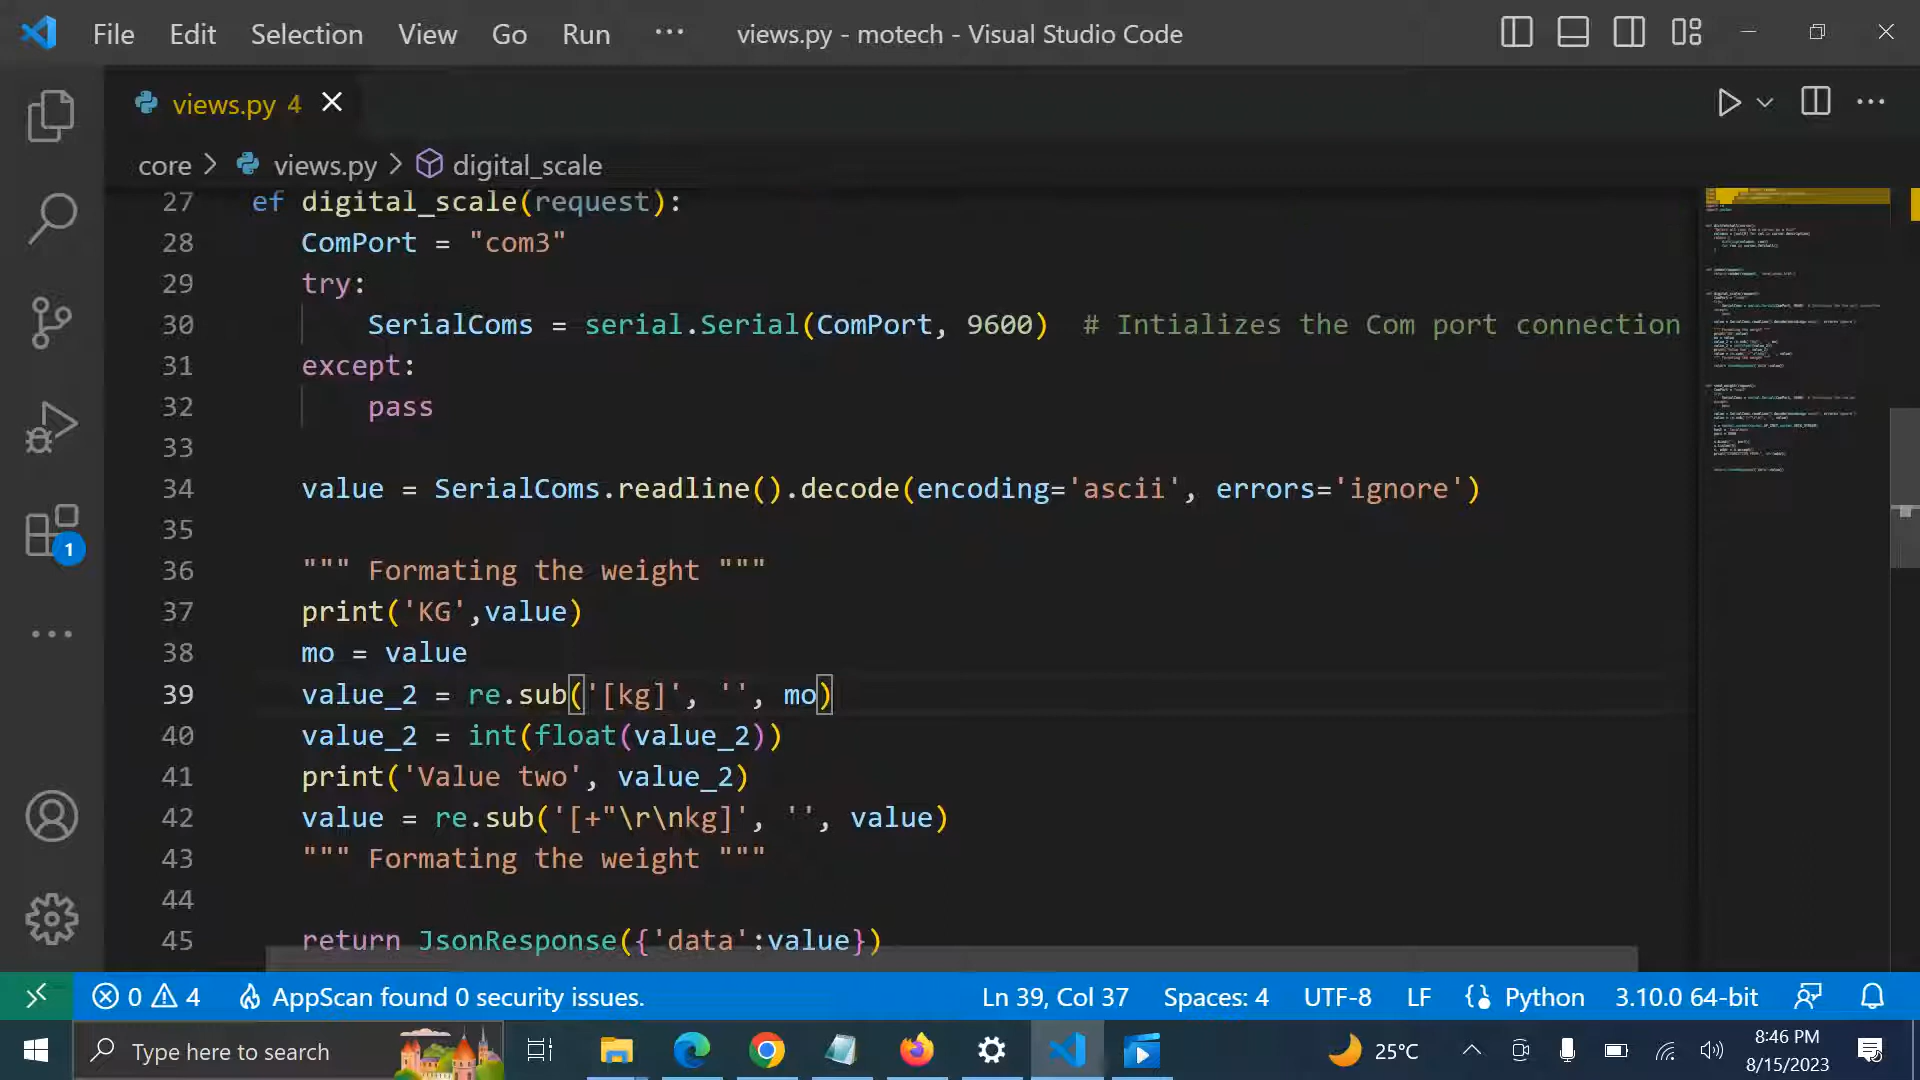 File Edit Selection View Go Run ··· views.py - motech - Visual Studio Code
views.py 4
core > views.py > digital_scale
27 ef digital_scale(request):
28 ComPort = "com3"
29 try:
30 SerialComs = serial.Serial(ComPort, 9600) # Intializes the Com port connection
31 except:
32 pass
33
34 value = SerialComs.readline().decode(encoding='ascii', errors='ignore')
35
36 """ Formating the weight """
37 print('KG',value)
38 mo = value
39 value_2 = re.sub('[kg]', '', mo)
40 value_2 = int(float(value_2))
41 print('Value two', value_2)
42 value = re.sub('[+"\r\nkg]', '', value)
43 """ Formating the weight """
44
45 return JsonResponse({'data':value})
1
0 4 AppScan found 0 security issues. Ln 39, Col 37 Spaces: 4 UTF-8 LF Python 3.10.0 64-bit
Type here to search 25°C 8:46 PM
8/15/2023